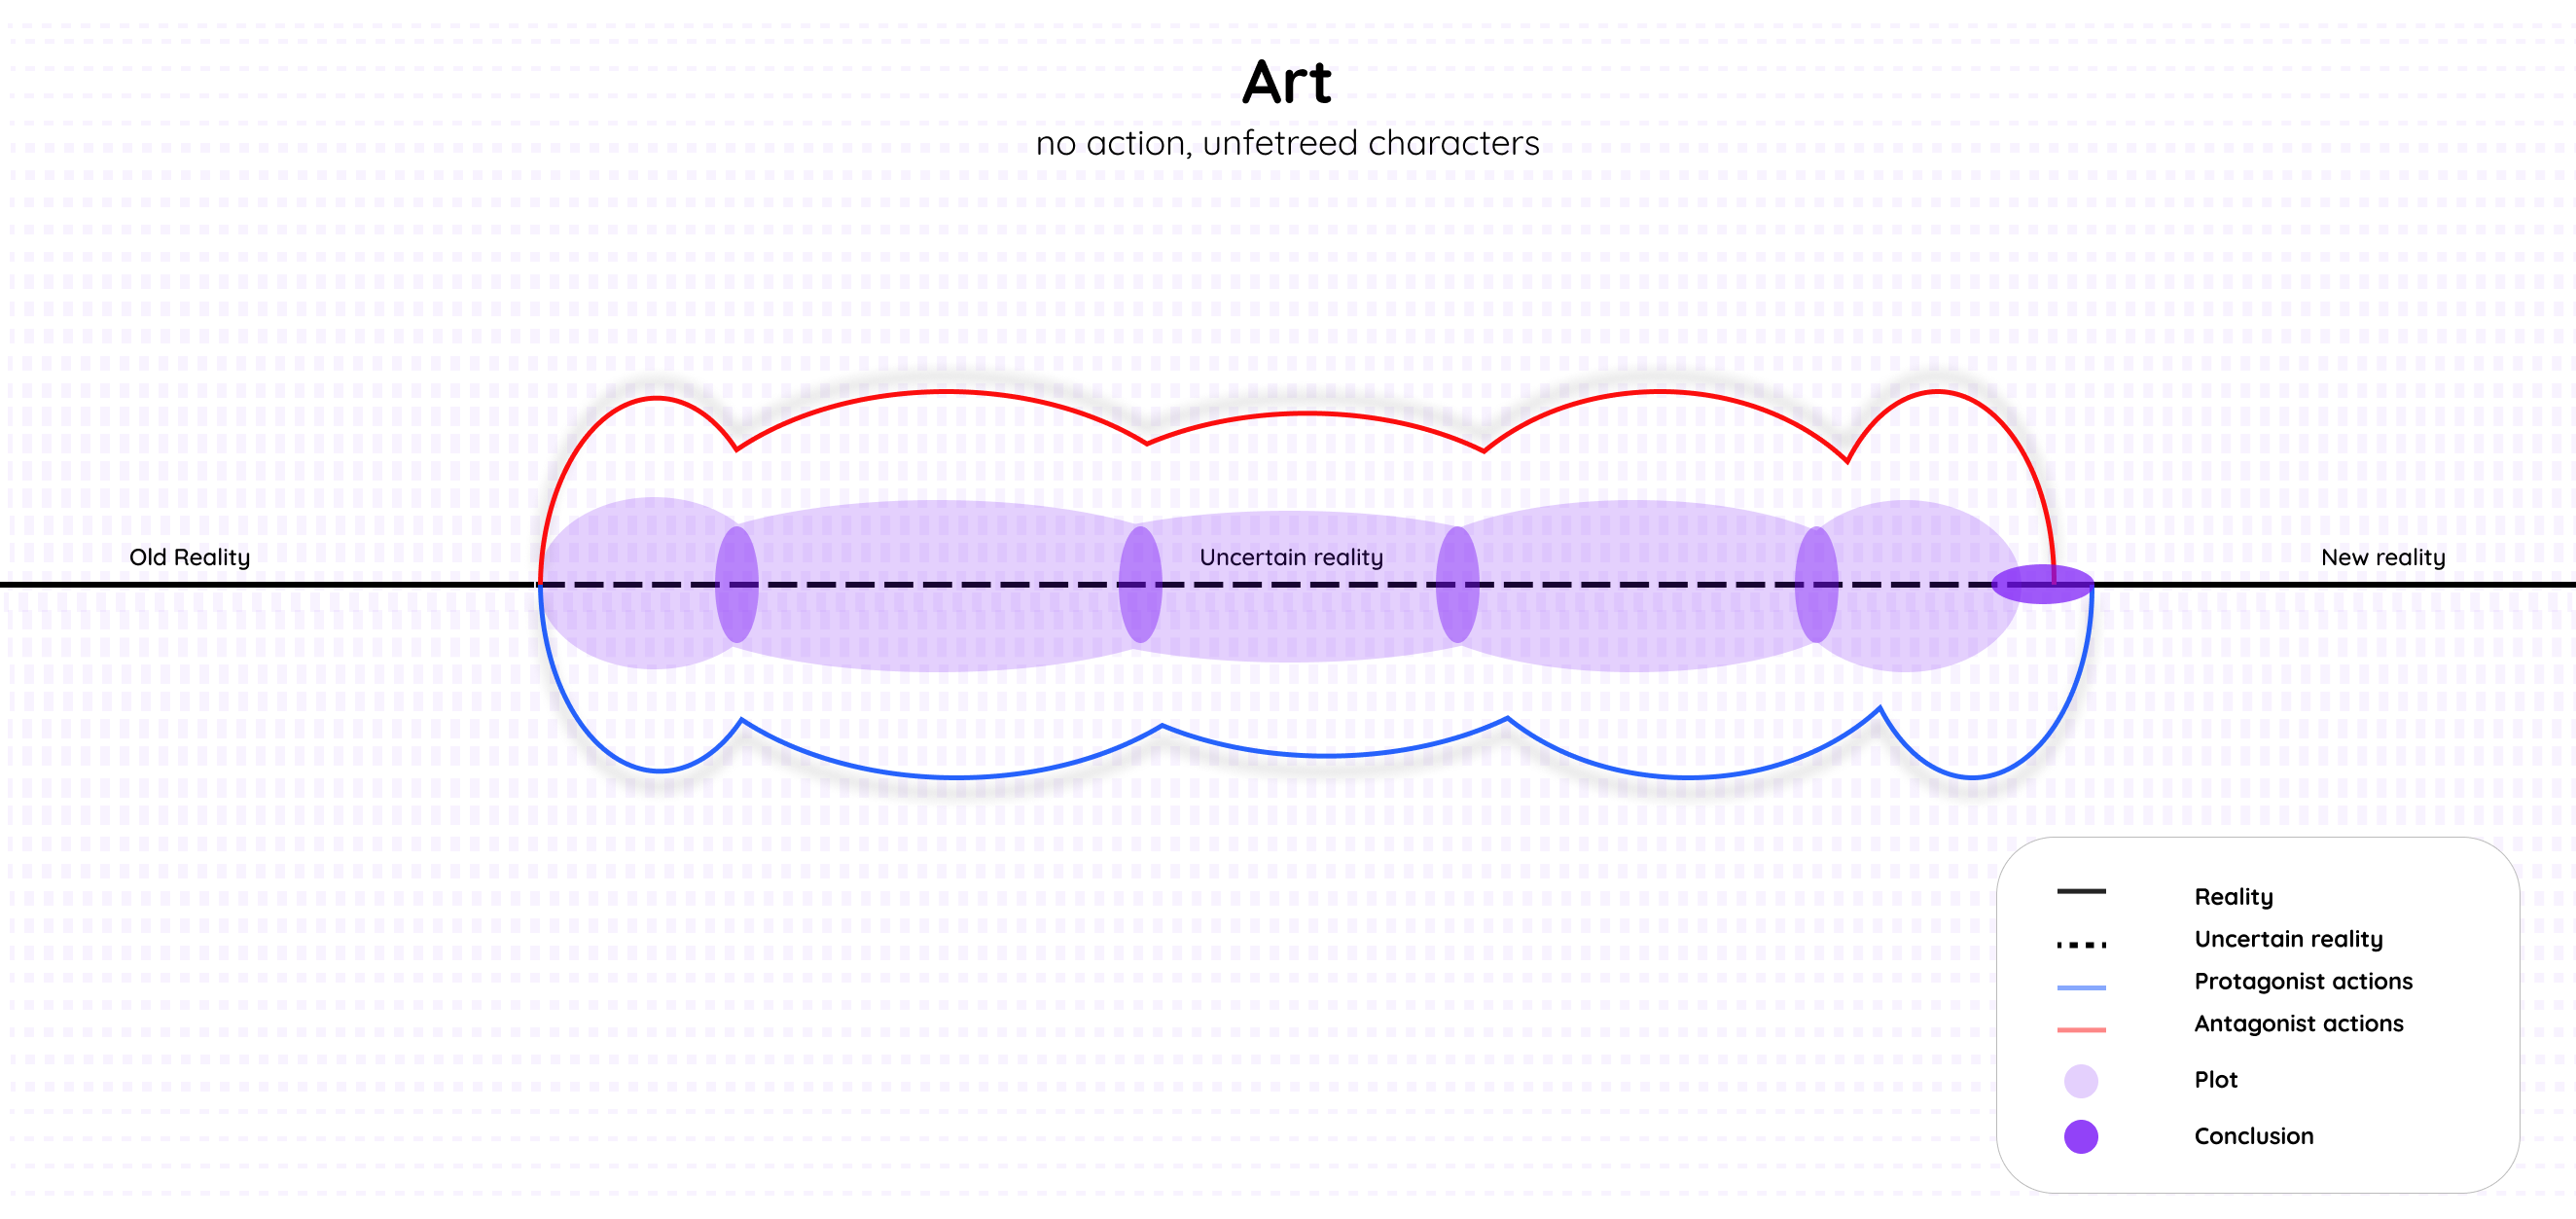 Art
no action, unfetreed characters
Old Reality
Uncertain reality
New reality
Reality
Uncertain reality
Protagonist actions
Antagonist actions
Plot
Conclusion